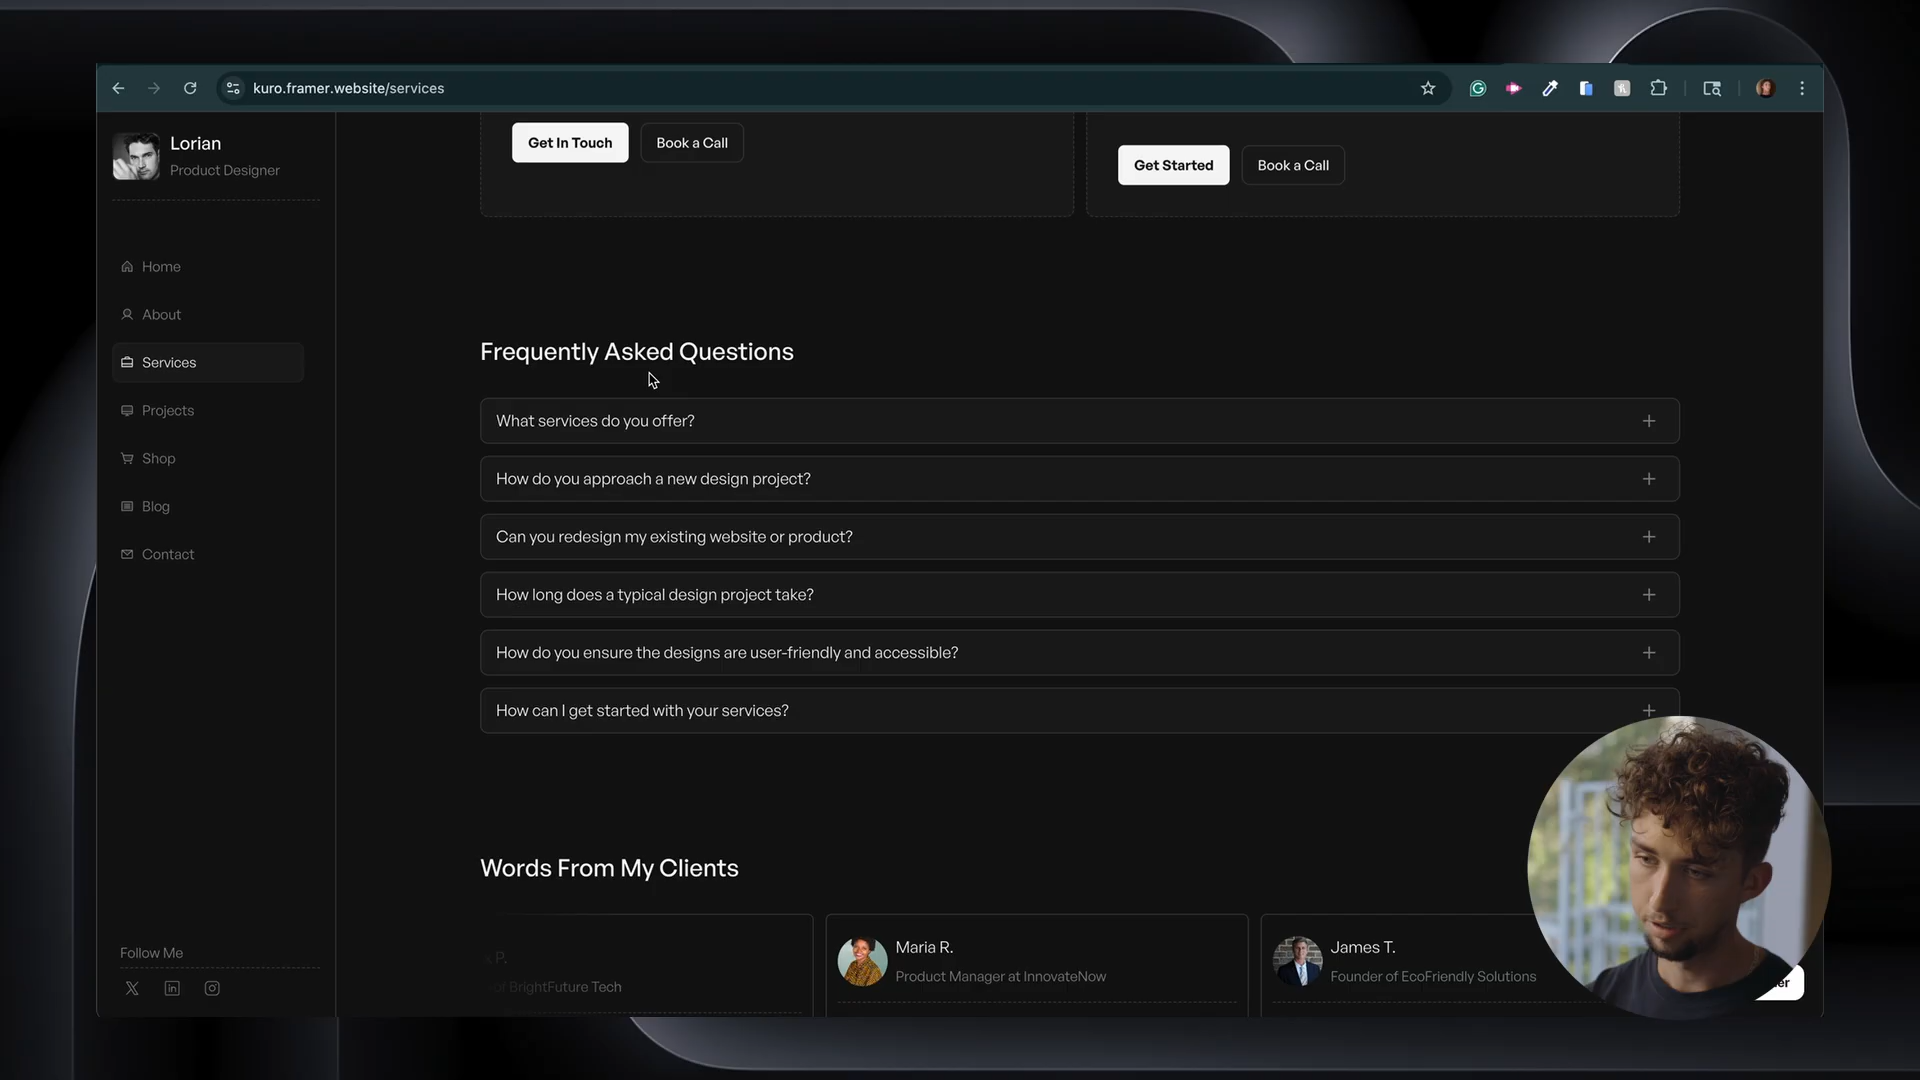 kuro.framer.website/services
Lorian
Product Designer
Home
About
Services
Projects
Shop
Blog
Contact
Follow Me
Get In Touch
Book a Call
Get Started
Book a Call
Frequently Asked Questions
What services do you offer?
How do you approach a new design project?
Can you redesign my existing website or product?
How long does a typical design project take?
How do you ensure the designs are user-friendly and accessible?
How can I get started with your services?
Words From My Clients
P.
of BrightFuture Tech
Maria R.
Product Manager at InnovateNow
James T.
Founder of EcoFriendly Solutions